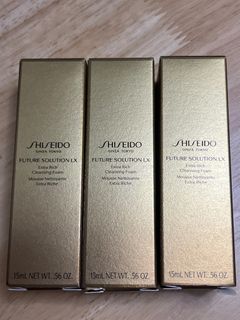 SHISEIDO
GINZA TOKYO
FUTURE SOLUTION LX
Extra Rich
Cleansing Foam
Mousse Nettoyante
Extra Riche
15mL NET WT. .56 OZ.
SHISEIDO
GINZA TOKYO
FUTURE SOLUTION LX
Extra Rich
Cleansing Foam
Mousse Nettoyante
Extra Riche
15mL NET WT. .56 OZ.
SHISEIDO
GINZA TOKYO
FUTURE SOLUTION LX
Extra Rich
Cleansing Foam
Mousse Nettoyante
Extra Riche
15mL NET WT. .56 OZ.